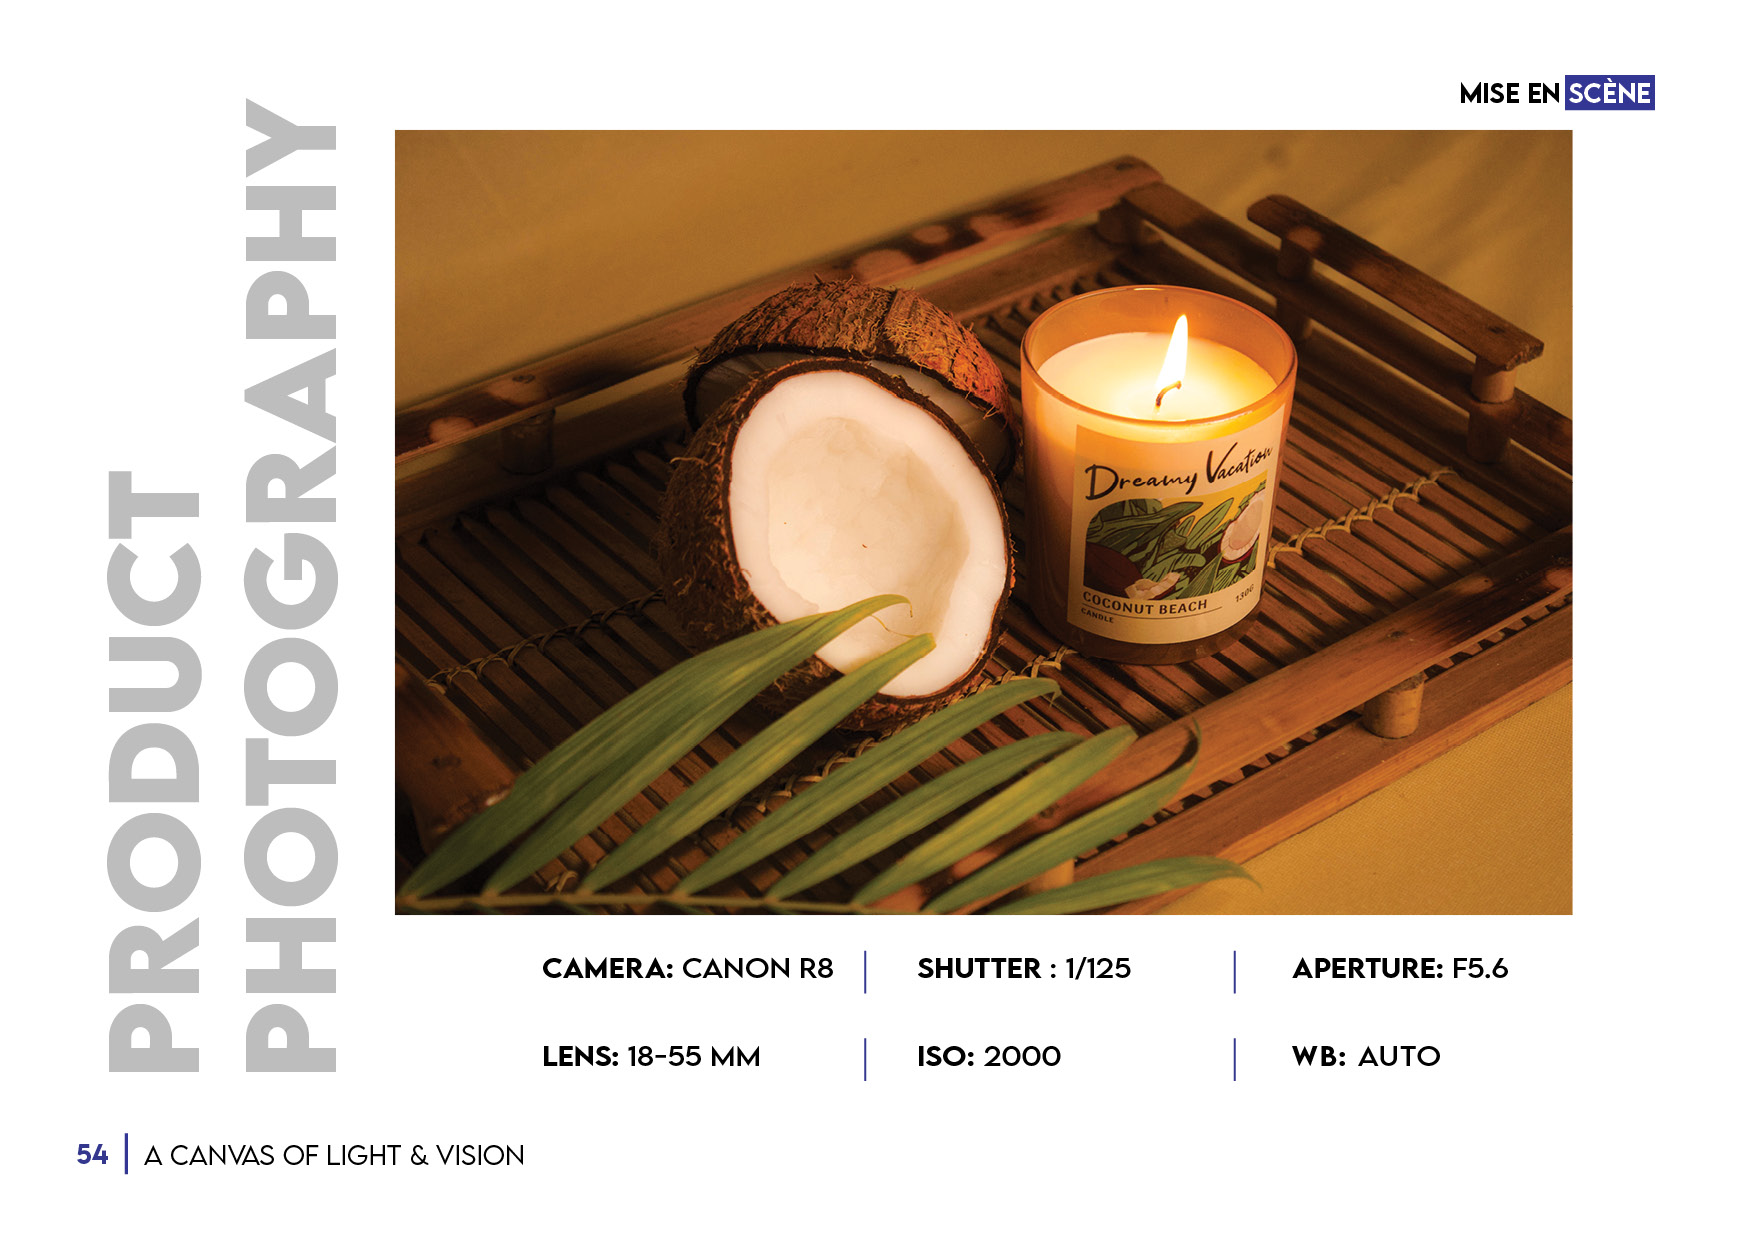 MISE EN SCÈNE
PRODUCT
PHOTOGRAPHY
Dreamy Vacation
COCONUT BEACH
130G
CANDLE
CAMERA: CANON R8
SHUTTER : 1/125
APERTURE: F5.6
LENS: 18-55 MM
ISO: 2000
WB: AUTO
54
A CANVAS OF LIGHT & VISION